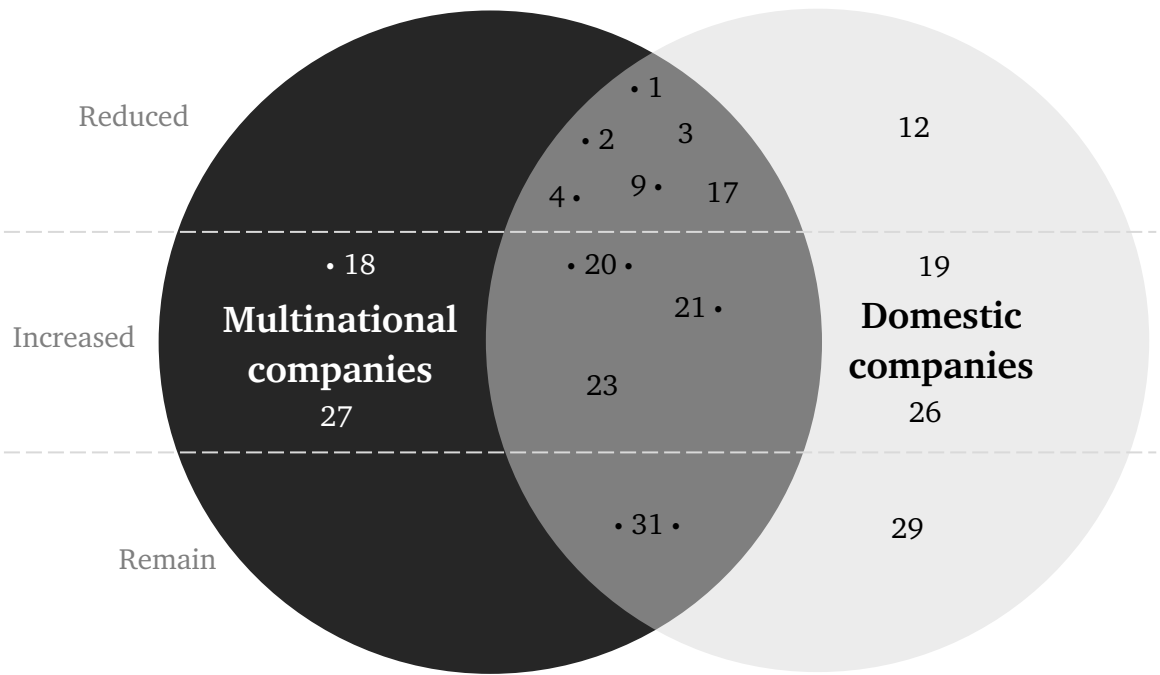 • 1
Reduced
12
• 2
3
4 •
9 •
17
• 18
• 20 •
19
21 •
Multinational
companies
Domestic
companies
Increased
23
27
26
• 31 •
29
Remain